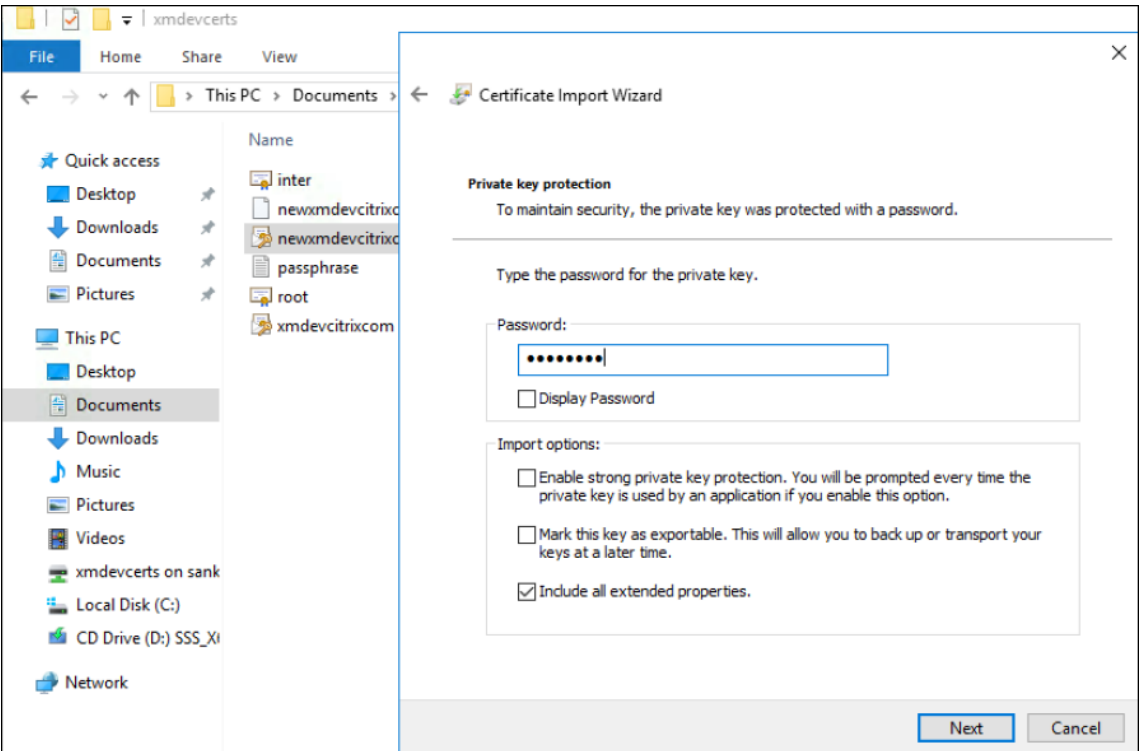 xmdevcerts
File Home Share View
This PC > Documents >
Name
Quick access
Desktop
Downloads
Documents
Pictures
This PC
Desktop
Documents
Downloads
Music
Pictures
Videos
xmdevcerts on sank
Local Disk (C:)
CD Drive (D:) SSS_X
Network
inter
newxmdevcitrixc
newxmdevcitrixc
passphrase
root
xmdevcitrixcom
Certificate Import Wizard
Private key protection
To maintain security, the private key was protected with a password.
Type the password for the private key.
Password:
••••••••
Display Password
Import options:
Enable strong private key protection. You will be prompted every time the
private key is used by an application if you enable this option.
Mark this key as exportable. This will allow you to back up or transport your
keys at a later time.
Include all extended properties.
Next Cancel